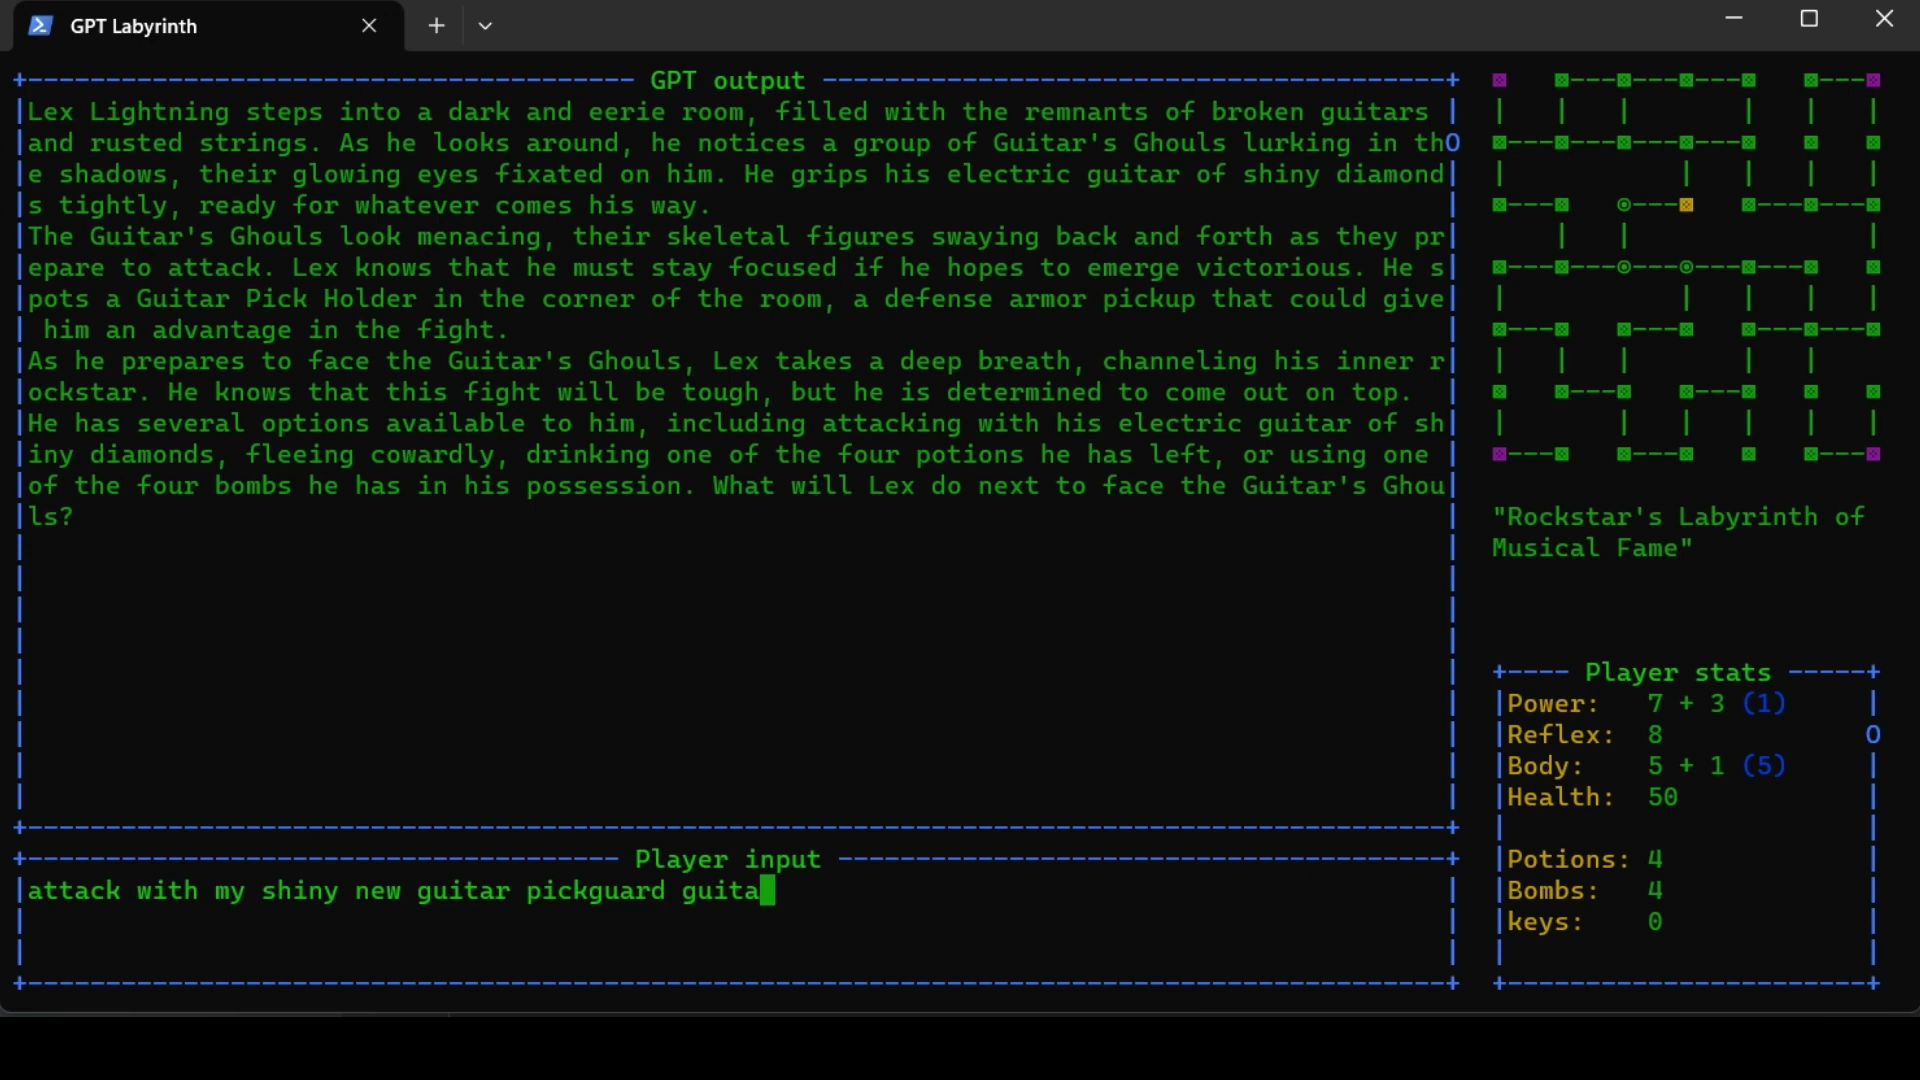 GPT Labyrinth
GPT output
Lex Lightning steps into a dark and eerie room, filled with the remnants of broken guitars
and rusted strings. As he looks around, he notices a group of Guitar's Ghouls lurking in th
e shadows, their glowing eyes fixated on him. He grips his electric guitar of shiny diamond
s tightly, ready for whatever comes his way.
The Guitar's Ghouls look menacing, their skeletal figures swaying back and forth as they pr
epare to attack. Lex knows that he must stay focused if he hopes to emerge victorious. He s
pots a Guitar Pick Holder in the corner of the room, a defense armor pickup that could give
him an advantage in the fight.
As he prepares to face the Guitar's Ghouls, Lex takes a deep breath, channeling his inner r
ockstar. He knows that this fight will be tough, but he is determined to come out on top.
He has several options available to him, including attacking with his electric guitar of sh
iny diamonds, fleeing cowardly, drinking one of the four potions he has left, or using one
of the four bombs he has in his possession. What will Lex do next to face the Guitar's Ghou
ls?
Player input
attack with my shiny new guitar pickguard guita
"Rockstar's Labyrinth of
Musical Fame"
Player stats
Power: 7 + 3 (1)
Reflex: 8
Body: 5 + 1 (5)
Health: 50
Potions: 4
Bombs: 4
keys: 0